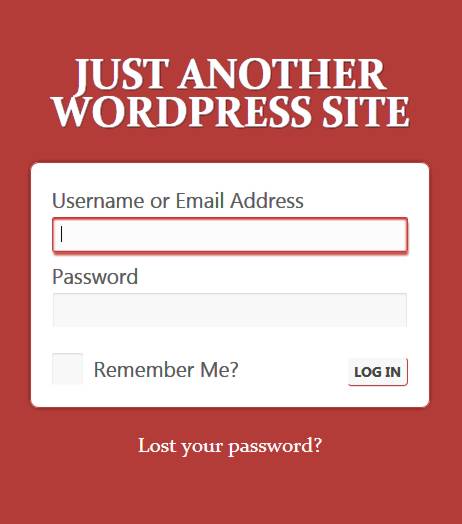 JUST ANOTHER
WORDPRESS SITE
Username or Email Address
Password
Remember Me?
LOG IN
Lost your password?